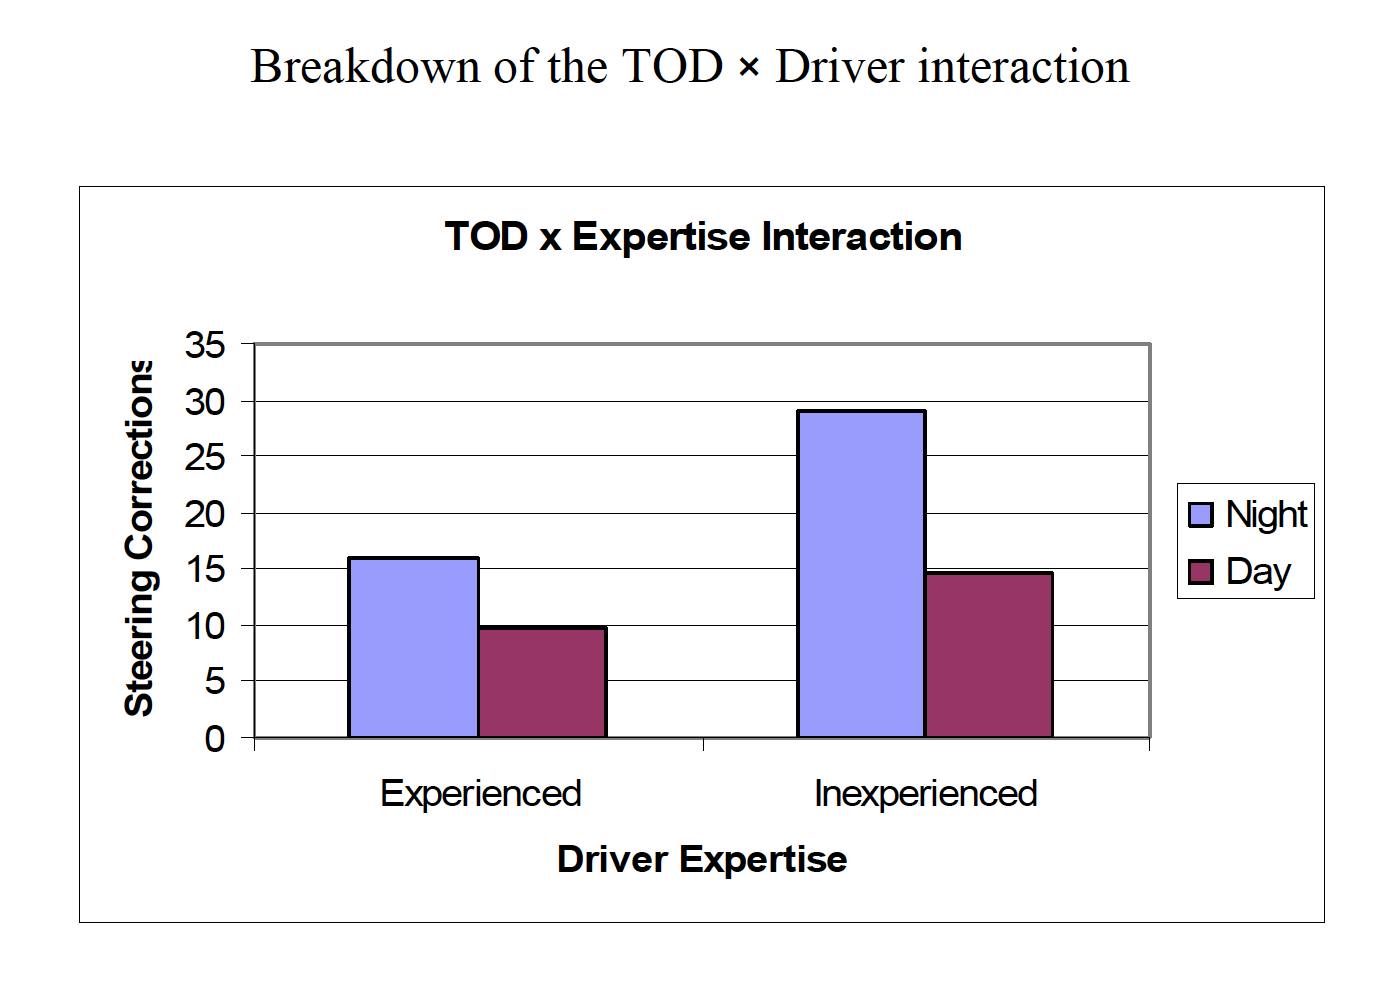 Breakdown of the TOD × Driver interaction
TOD x Expertise Interaction
Steering Corrections
35
30
25
20
15
10
5
0
Experienced
Inexperienced
Driver Expertise
Night
Day